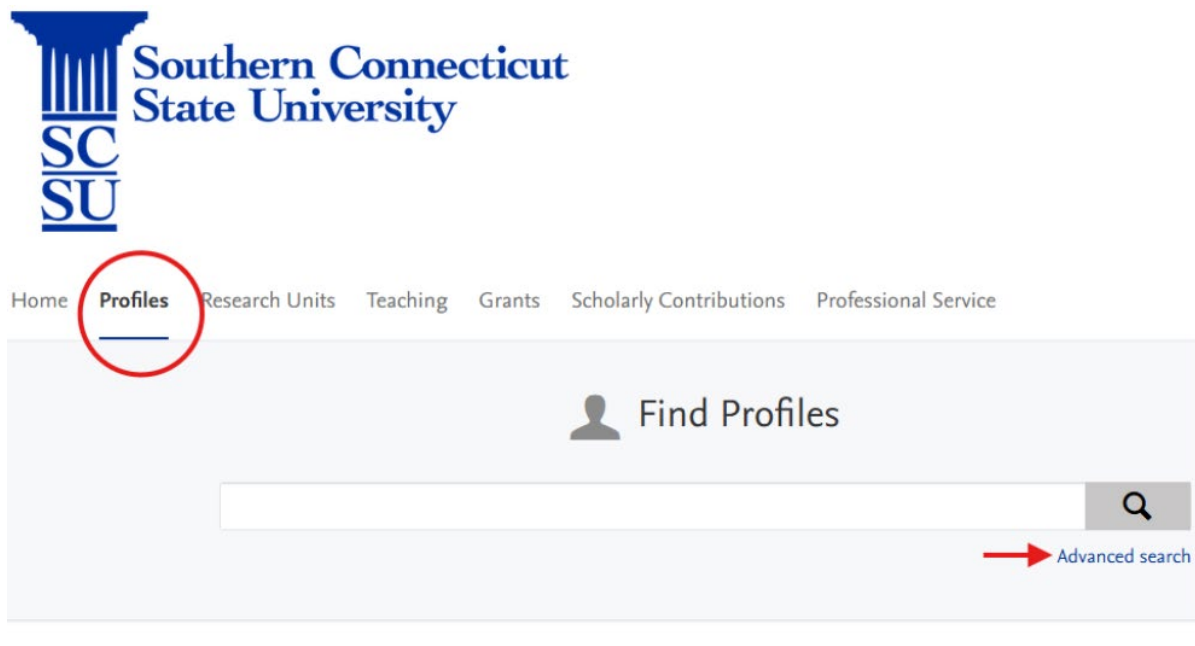 Southern Connecticut
State University
SC
SU
Home Profiles Research Units Teaching Grants Scholarly Contributions Professional Service
Find Profiles
Advanced search